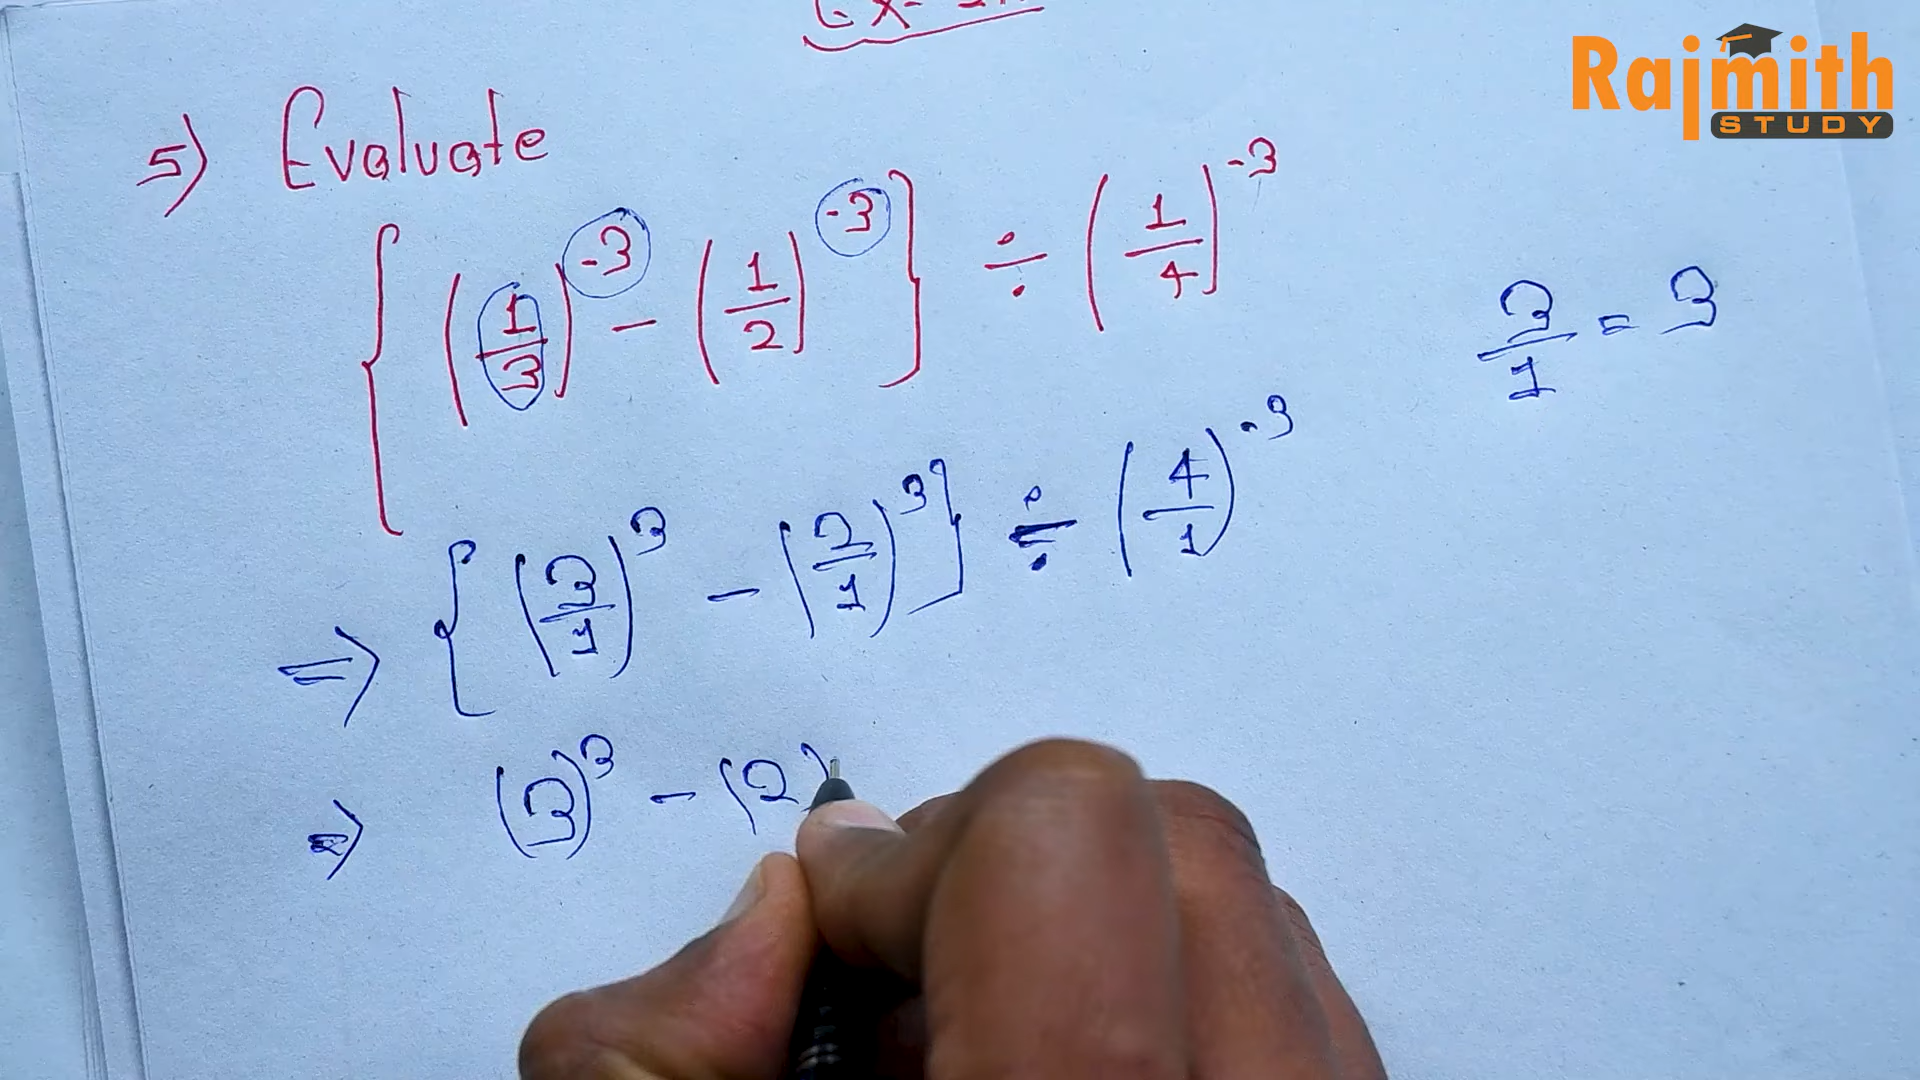 Rajmith
STUDY
5) Evaluate
{(1/3)^-3 - (1/2)^-3} ÷ (1/4)^-3
3/1 = 3
⇒ {(3/1)^3 - (2/1)^3} ÷ (4/1)^-3
⇒ (3)^3 - (2)